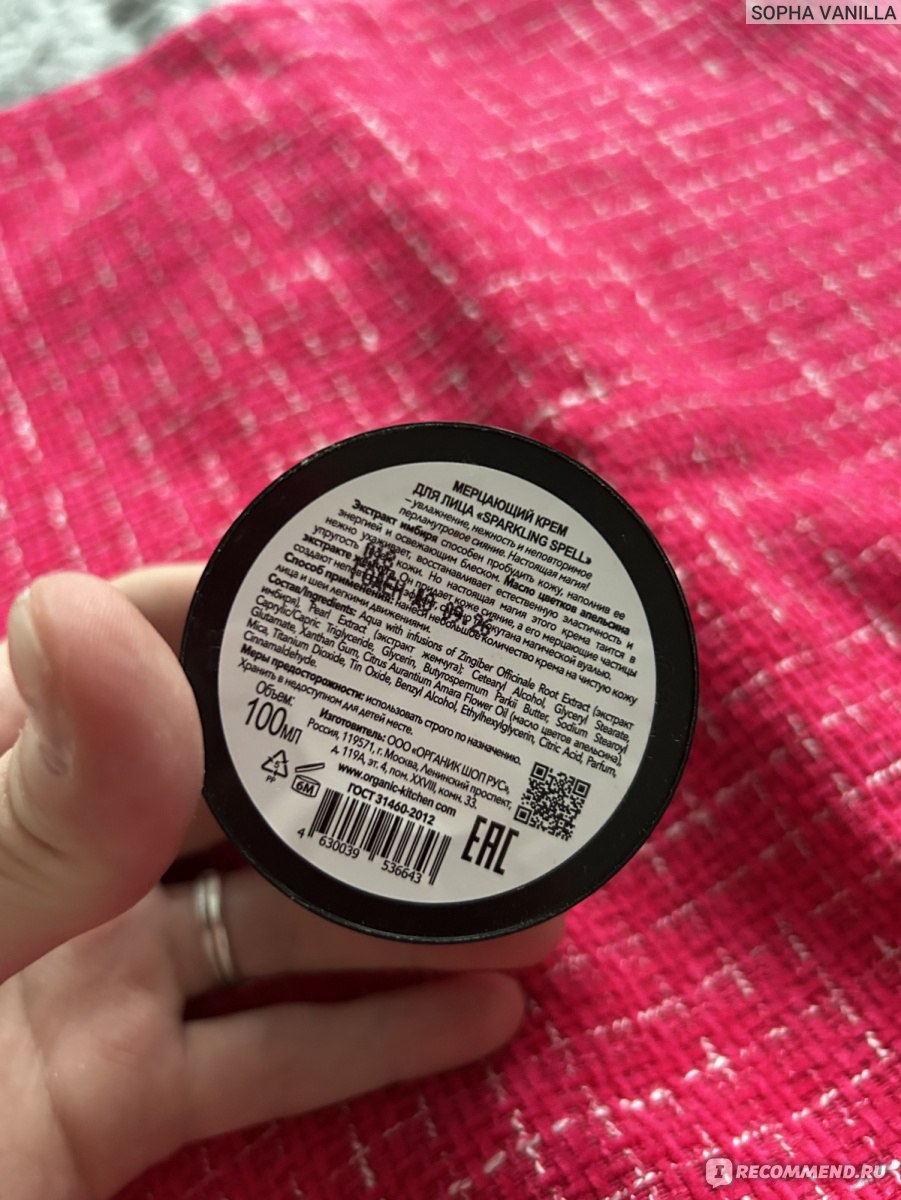 SOPHA VANILLA
МЕРЦАЮЩИЙ КРЕМ
ДЛЯ ЛИЦА «SPARKLING SPELL»
– увлажнение, нежность и неповторимое
перламутровое сияние. Настоящая магия!
Экстракт имбиря способен пробудить кожу, наполнив ее
энергией и освежающим блеском. Масло цветков апельсина
нежно ухаживает, восстанавливает естественную эластичность и
упругость кожи. Но настоящая магия этого крема таится в
экстракте Он придает коже сияние, а его мерцающие частицы
создают магической вуалью.
Способ применения: нанеси небольшое количество крема на чистую кожу
лица и шеи легкими движениями.
Состав/Ingredients: Aqua with infusions of Zingiber Officinale Root Extract (экстракт
имбиря), Pearl Extract (экстракт жемчуга); Cetearyl Alcohol, Glyceryl Stearate,
Caprylic/Capric Triglyceride, Glycerin, Butyrospermum Parkii Butter, Sodium Stearoyl
Glutamate, Xanthan Gum, Citrus Aurantium Amara Flower Oil (масло цветов апельсина),
Mica, Titanium Dioxide, Tin Oxide, Benzyl Alcohol, Ethylhexylglycerin, Citric Acid, Parfum,
Cinnamaldehyde.
Меры предосторожности: использовать строго по назначению.
Хранить в недоступном для детей месте.
09.26
Объем:
100мл
Изготовитель: ООО «ОРГАНИК ШОП РУС»,
Россия, 119571, г. Москва, Ленинский проспект,
д. 119А, эт. 4, пом. XXVIII, комн. 33.
www.organic-kitchen.com
ГОСТ 31460-2012
5
PP
6M
4 630039 536643
EAC
RECOMMEND.RU